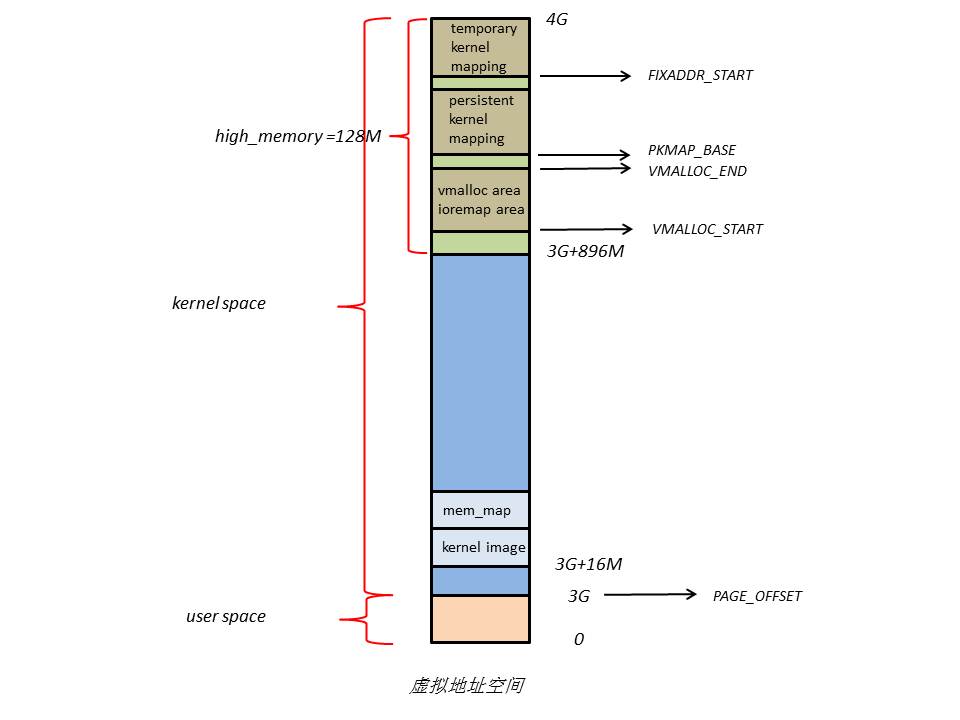 4G
temporary
kernel
mapping
FIXADDR_START
persistent
kernel
mapping
high_memory =128M
PKMAP_BASE
VMALLOC_END
vmalloc area
ioremap area
VMALLOC_START
3G+896M
kernel space
mem_map
kernel image
3G+16M
3G
PAGE_OFFSET
user space
0
虚拟地址空间